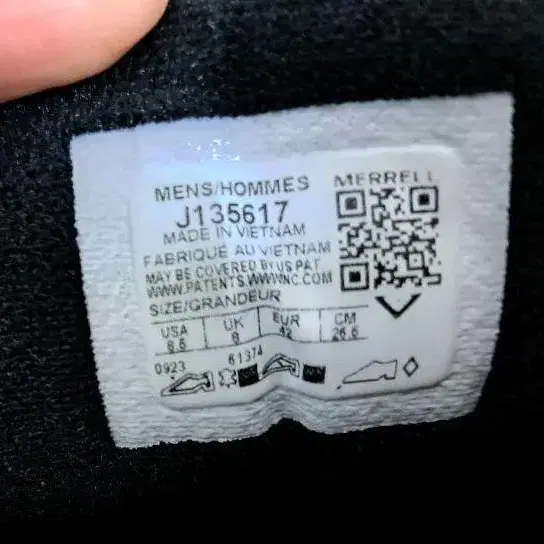 MENS/HOMMES
MERRELL
J135617
MADE IN VIETNAM
FABRIQUÉ AU VIETNAM
MAY BE COVERED BY US PAT
WWW.PATENTS.WWWINC.COM
SIZE/GRANDEUR
USA UK EUR CM
8.5 8 42 26.5
0923 61374